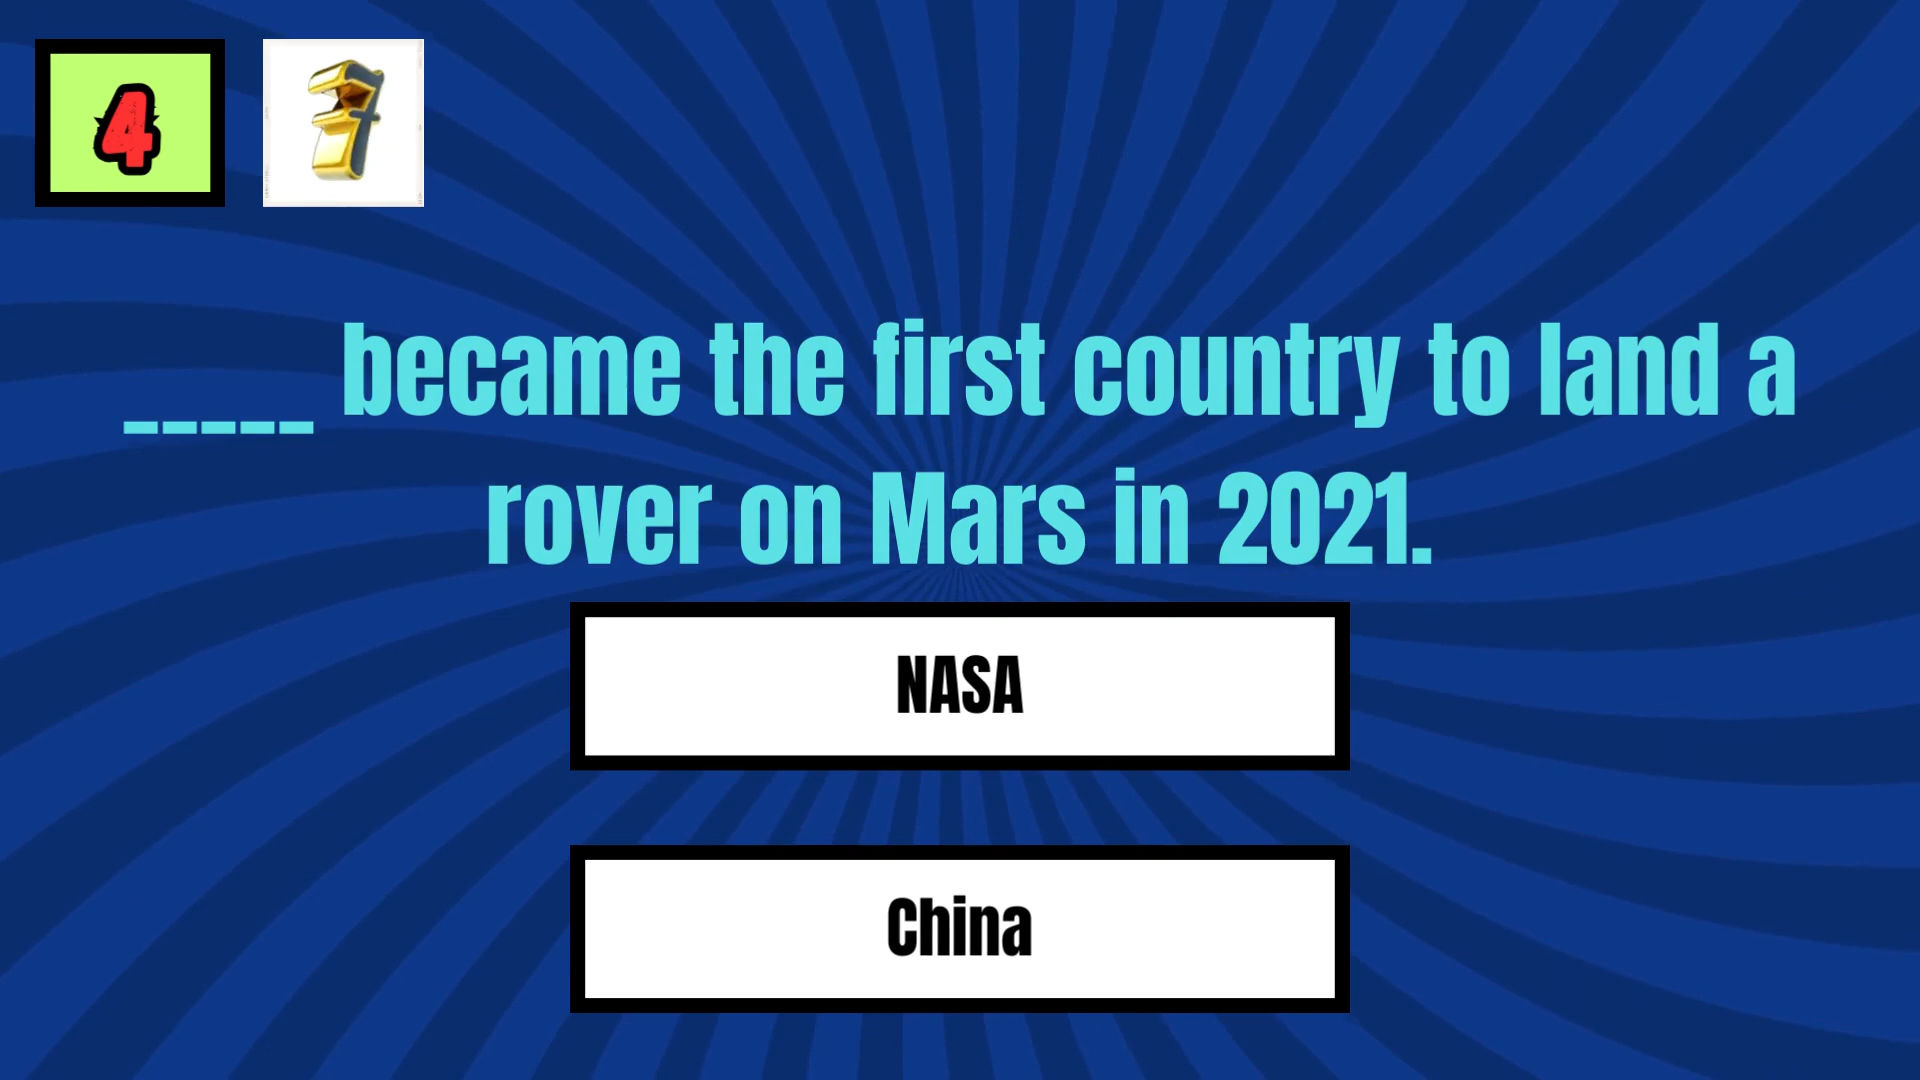 4
7
_____ became the first country to land a
rover on Mars in 2021.
NASA
China